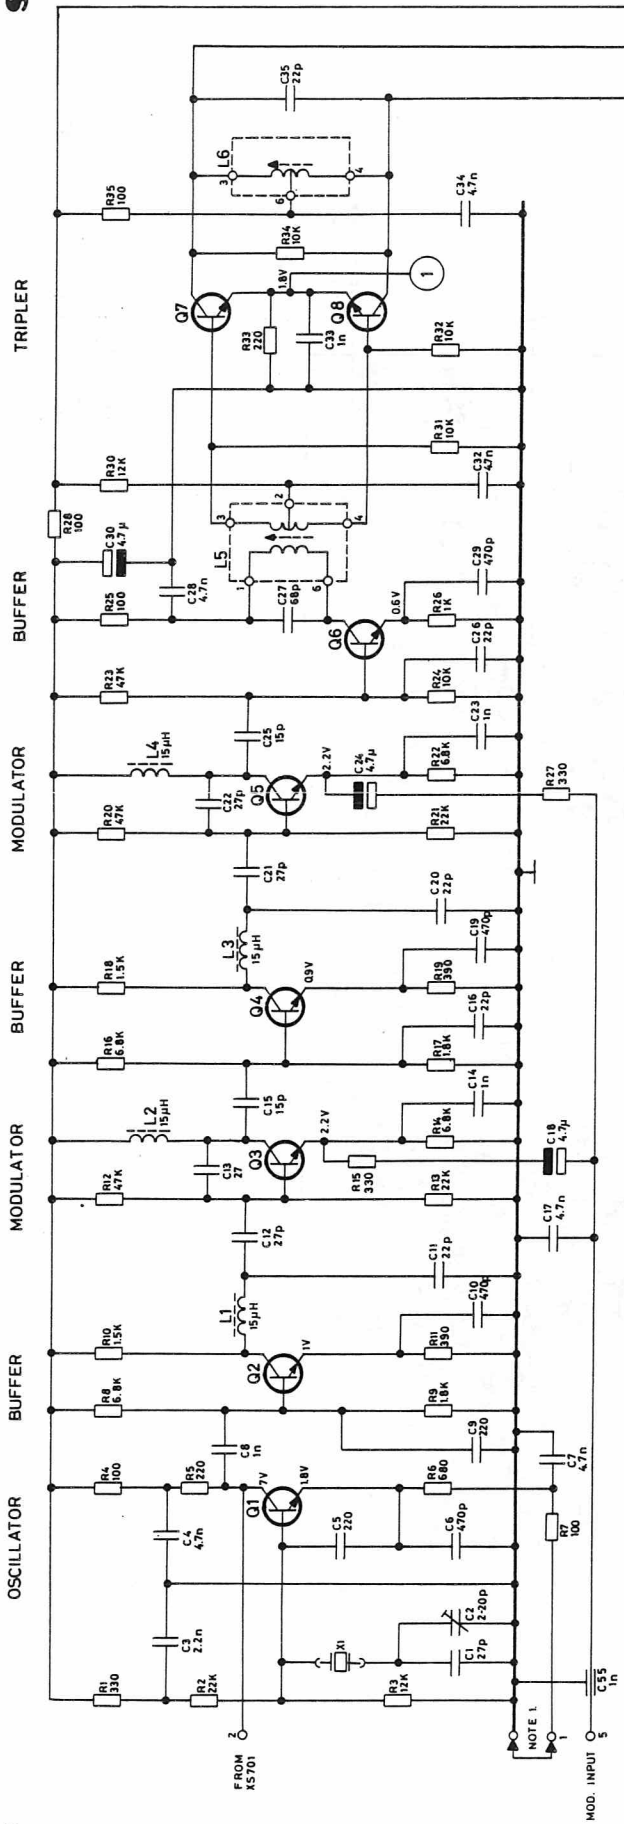 OSCILLATOR
BUFFER
MODULATOR
BUFFER
MODULATOR
BUFFER
TRIPLER
R1
330
R2
22K
R3
12K
C3
2.2n
C4
4.7n
R4
100
R5
220
7V
Q1
1.8V
X1
C1
27p
C2
2-20p
C5
220
C6
470p
R6
680
2
FROM
XS701
NOTE 1.
1
MOD. INPUT
5
C55
1n
R7
100
C7
4.7n
C8
1n
C9
220
R8
6.8K
R9
1.8K
R10
1.5K
Q2
1V
R11
390
C10
470p
L1
15µH
C11
22p
C12
27p
C17
4.7n
R12
47K
R13
22K
C13
27
L2
15µH
Q3
2.2V
R15
330
C18
4.7µ
R14
6.8K
C14
1n
C15
15p
R16
6.8K
R17
1.8K
C16
22p
R18
1.5K
Q4
0.9V
R19
390
C19
470p
L3
15µH
C20
22p
C21
27p
R20
47K
R21
22K
C22
27p
L4
15µH
Q5
2.2V
C24
4.7µ
R27
330
R22
6.8K
C23
1n
C25
15p
R23
47K
R24
10K
C26
22p
R25
100
C28
4.7n
C30
4.7µ
R28
100
C27
68p
Q6
0.6V
R26
1K
C29
470p
L5
1
6
3
2
4
R30
12K
C32
4.7n
R31
10K
R32
10K
R33
220
C33
1n
Q7
Q8
1.8V
1
R34
10K
R35
100
L6
3
6
4
C34
4.7n
C35
22p